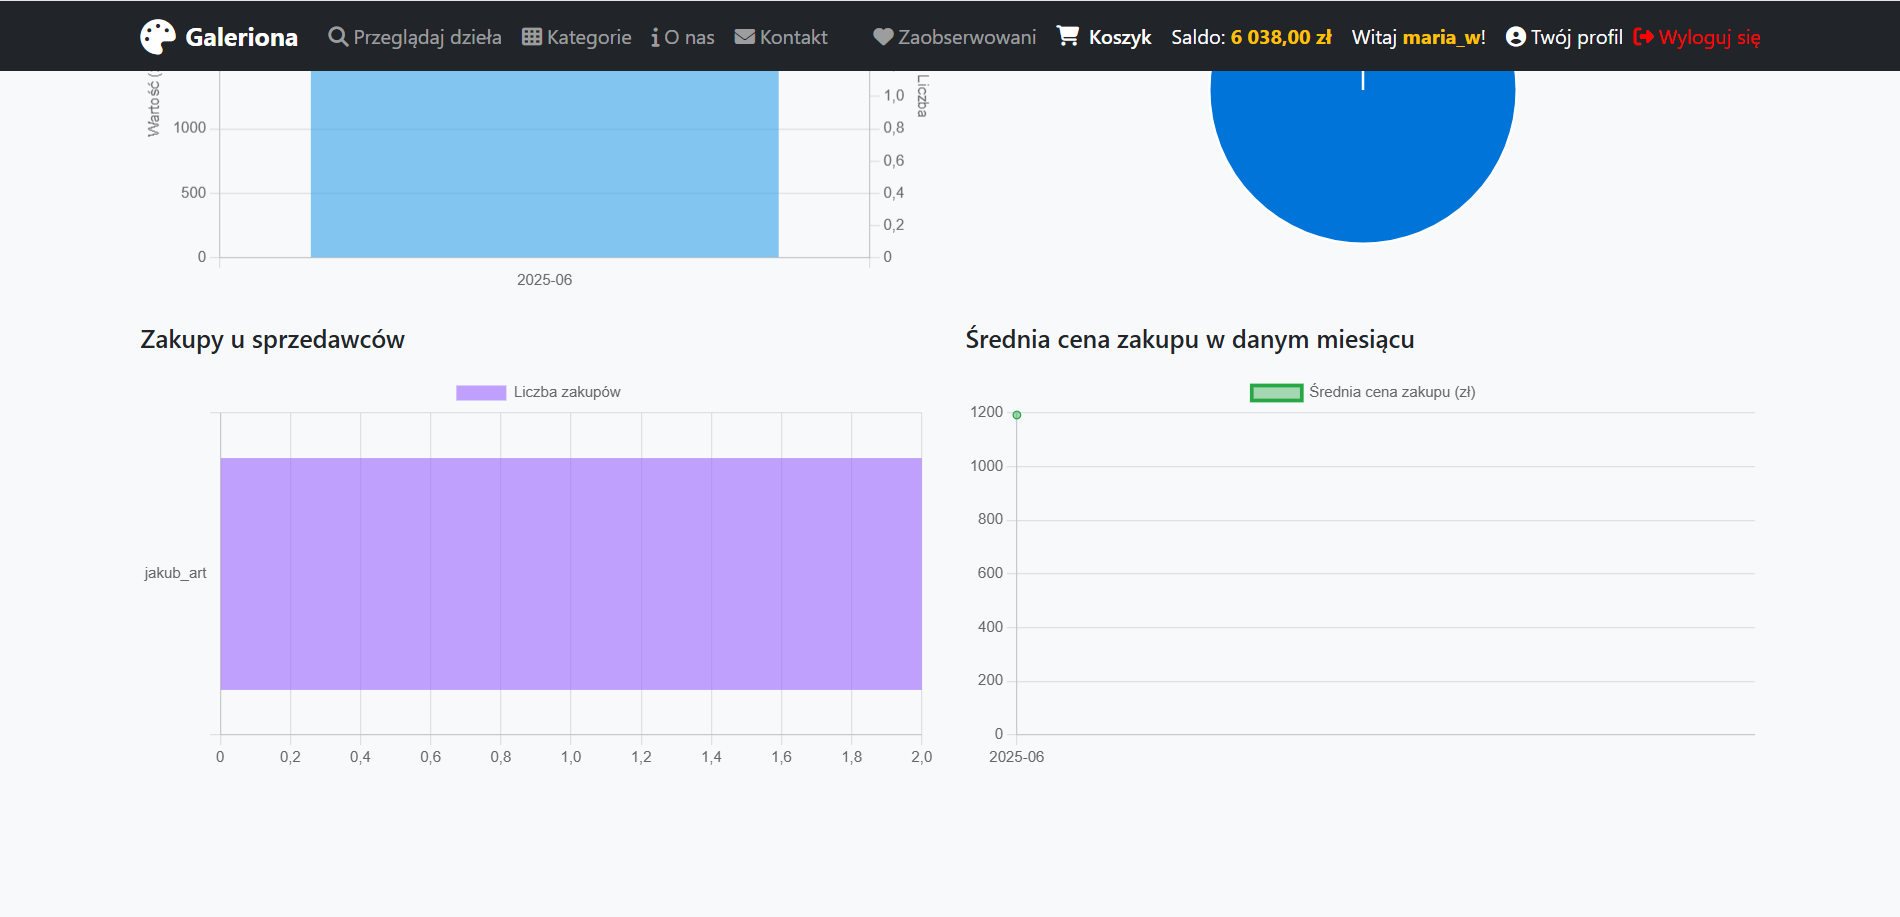 Galeriona Przeglądaj dzieła Kategorie O nas Kontakt Zaobserwowani Koszyk Saldo: 6 038,00 zł Witaj maria_w! Twój profil Wyloguj się
Wartość (
1000
500
0
1,0
0,8
0,6
0,4
0,2
0
Liczba
2025-06
Zakupy u sprzedawców
Liczba zakupów
jakub_art
0 0,2 0,4 0,6 0,8 1,0 1,2 1,4 1,6 1,8 2,0
Średnia cena zakupu w danym miesiącu
Średnia cena zakupu (zł)
1200
1000
800
600
400
200
0
2025-06